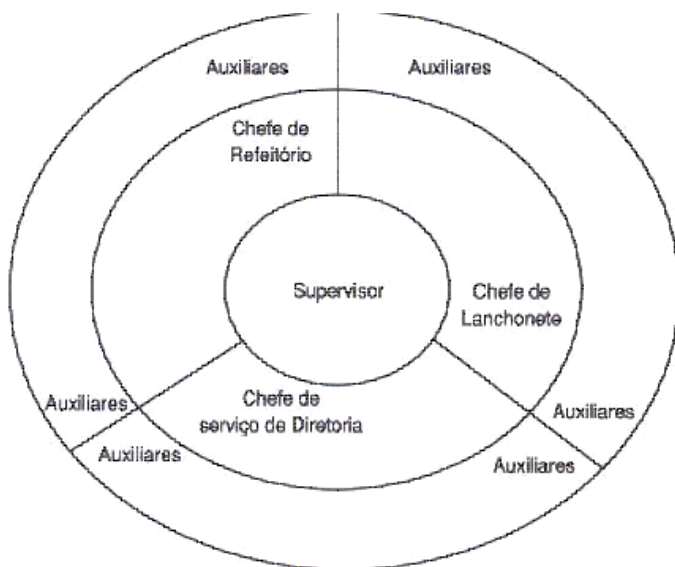 Auxiliares
Auxiliares
Chefe de
Refeitório
Supervisor
Chefe de
Lanchonete
Chefe de
serviço de Diretoria
Auxiliares
Auxiliares
Auxiliares
Auxiliares